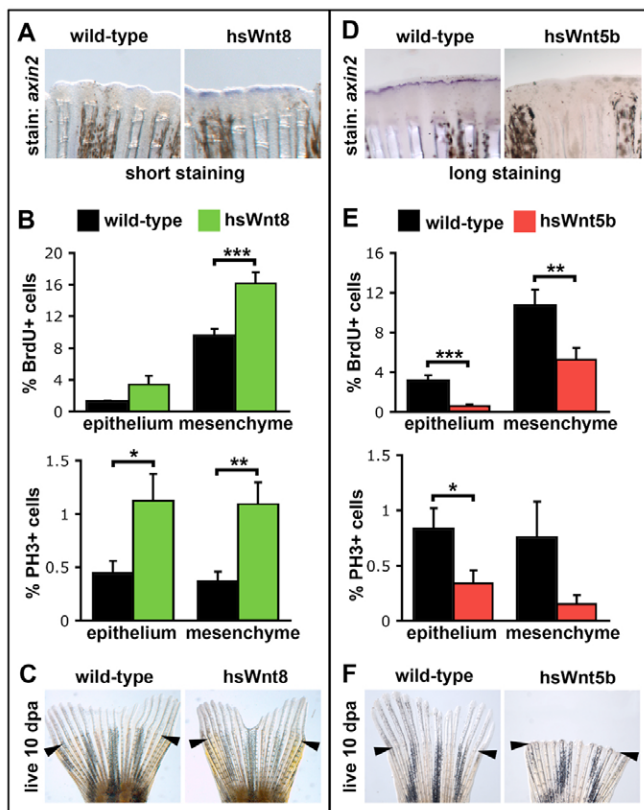 A wild-type hsWnt8
stain: axin2
short staining
B wild-type hsWnt8
20
16
12
8
4
0
% BrdU+ cells
***
epithelium mesenchyme
1.5
1
0.5
0
% PH3+ cells
* **
epithelium mesenchyme
C wild-type hsWnt8
live 10 dpa
D wild-type hsWnt5b
stain: axin2
long staining
E wild-type hsWnt5b
16
12
8
4
0
% BrdU+ cells
*** **
epithelium mesenchyme
1.5
1
0.5
0
% PH3+ cells
*
epithelium mesenchyme
F wild-type hsWnt5b
live 10 dpa